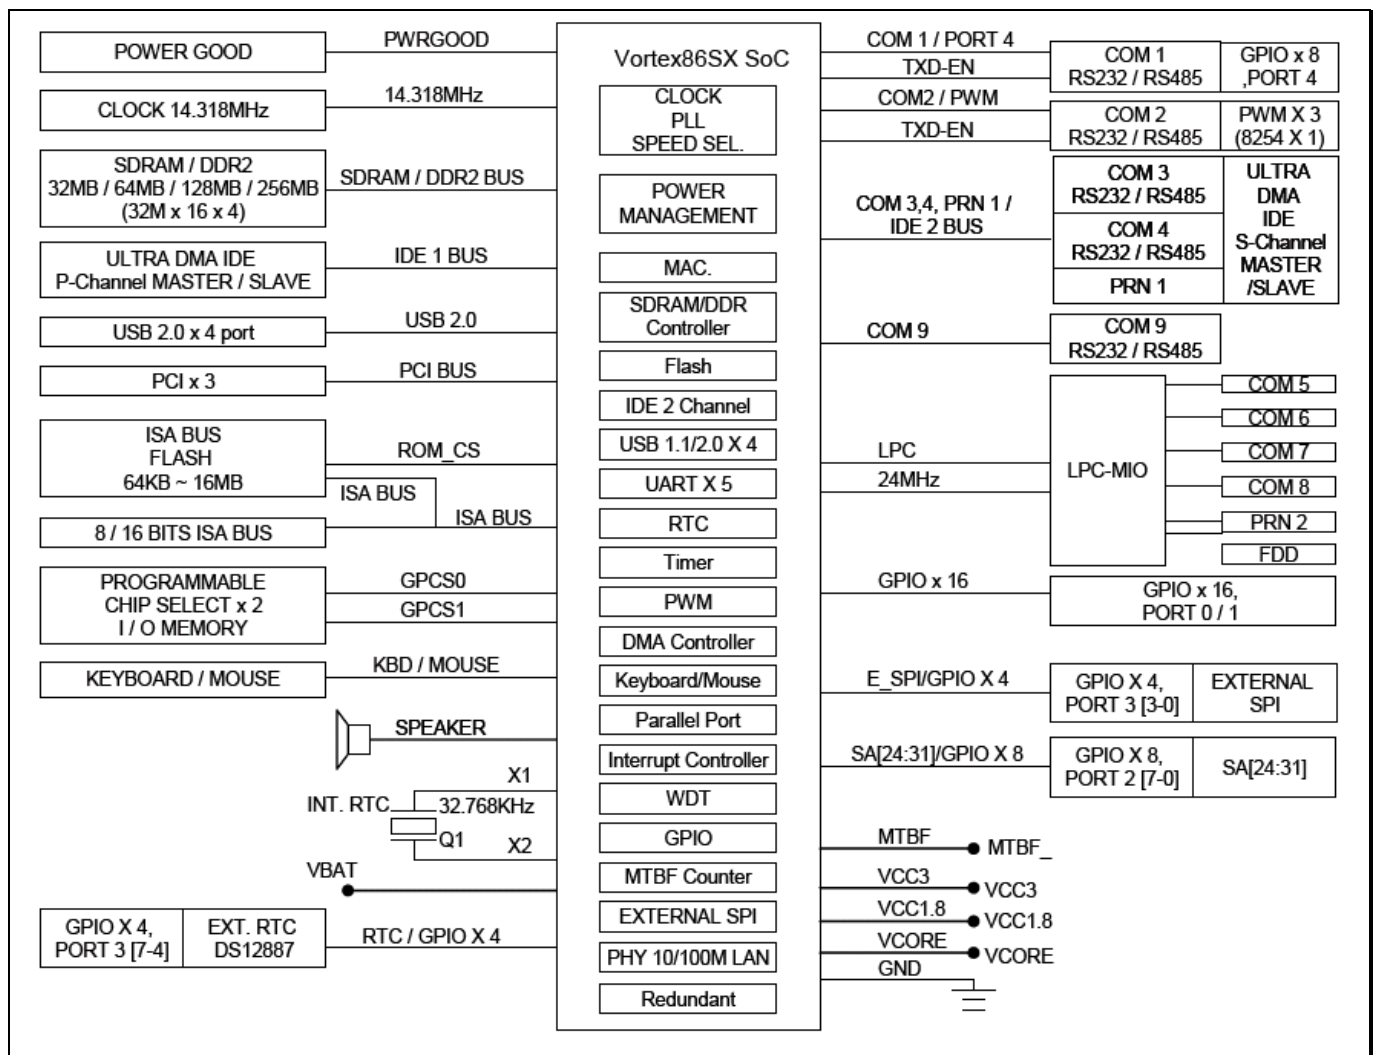 POWER GOOD
PWRGOOD
CLOCK 14.318MHz
14.318MHz
SDRAM / DDR2
32MB / 64MB / 128MB / 256MB
(32M x 16 x 4)
SDRAM / DDR2 BUS
ULTRA DMA IDE
P-Channel MASTER / SLAVE
IDE 1 BUS
USB 2.0 x 4 port
USB 2.0
PCI x 3
PCI BUS
ISA BUS
FLASH
64KB ~ 16MB
ROM_CS
ISA BUS
ISA BUS
8 / 16 BITS ISA BUS
PROGRAMMABLE
CHIP SELECT x 2
I / O MEMORY
GPCS0
GPCS1
KEYBOARD / MOUSE
KBD / MOUSE
SPEAKER
X1
INT. RTC
32.768KHz
Q1
X2
VBAT
GPIO X 4,
PORT 3 [7-4]
EXT. RTC
DS12887
RTC / GPIO X 4
Vortex86SX SoC
CLOCK
PLL
SPEED SEL.
POWER
MANAGEMENT
MAC.
SDRAM/DDR
Controller
Flash
IDE 2 Channel
USB 1.1/2.0 X 4
UART X 5
RTC
Timer
PWM
DMA Controller
Keyboard/Mouse
Parallel Port
Interrupt Controller
WDT
GPIO
MTBF Counter
EXTERNAL SPI
PHY 10/100M LAN
Redundant
COM 1 / PORT 4
TXD-EN
COM 1
RS232 / RS485
GPIO x 8
,PORT 4
COM2 / PWM
TXD-EN
COM 2
RS232 / RS485
PWM X 3
(8254 X 1)
COM 3,4, PRN 1 /
IDE 2 BUS
COM 3
RS232 / RS485
COM 4
RS232 / RS485
PRN 1
ULTRA
DMA
IDE
S-Channel
MASTER
/SLAVE
COM 9
COM 9
RS232 / RS485
LPC
24MHz
LPC-MIO
COM 5
COM 6
COM 7
COM 8
PRN 2
FDD
GPIO x 16
GPIO x 16,
PORT 0 / 1
E_SPI/GPIO X 4
GPIO X 4,
PORT 3 [3-0]
EXTERNAL
SPI
SA[24:31]/GPIO X 8
GPIO X 8,
PORT 2 [7-0]
SA[24:31]
MTBF
MTBF_
VCC3
VCC3
VCC1.8
VCC1.8
VCORE
VCORE
GND